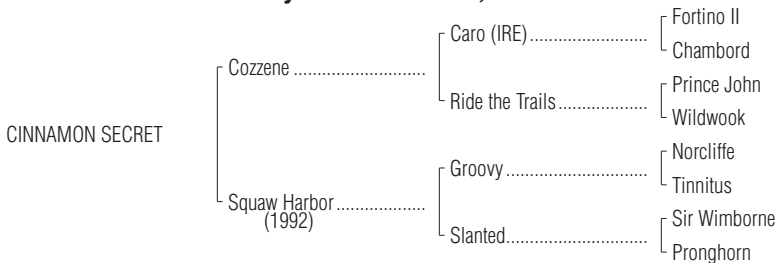 Fortino II
Caro (IRE)
Chambord
Cozzene
Prince John
Ride the Trails
Wildwook
CINNAMON SECRET
Norcliffe
Groovy
Tinnitus
Squaw Harbor
(1992)
Sir Wimborne
Slanted
Pronghorn